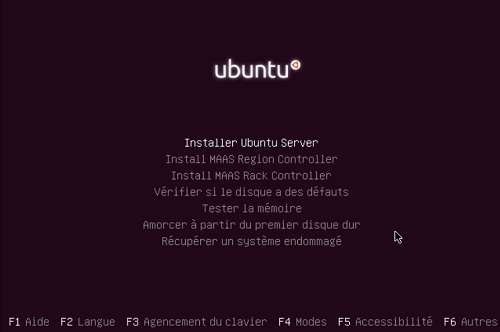 ubuntu
Installer Ubuntu Server
Install MAAS Region Controller
Install MAAS Rack Controller
Vérifier si le disque a des défauts
Tester la mémoire
Amorcer à partir du premier disque dur
Récupérer un système endommagé
F1 Aide F2 Langue F3 Agencement du clavier F4 Modes F5 Accessibilité F6 Autres